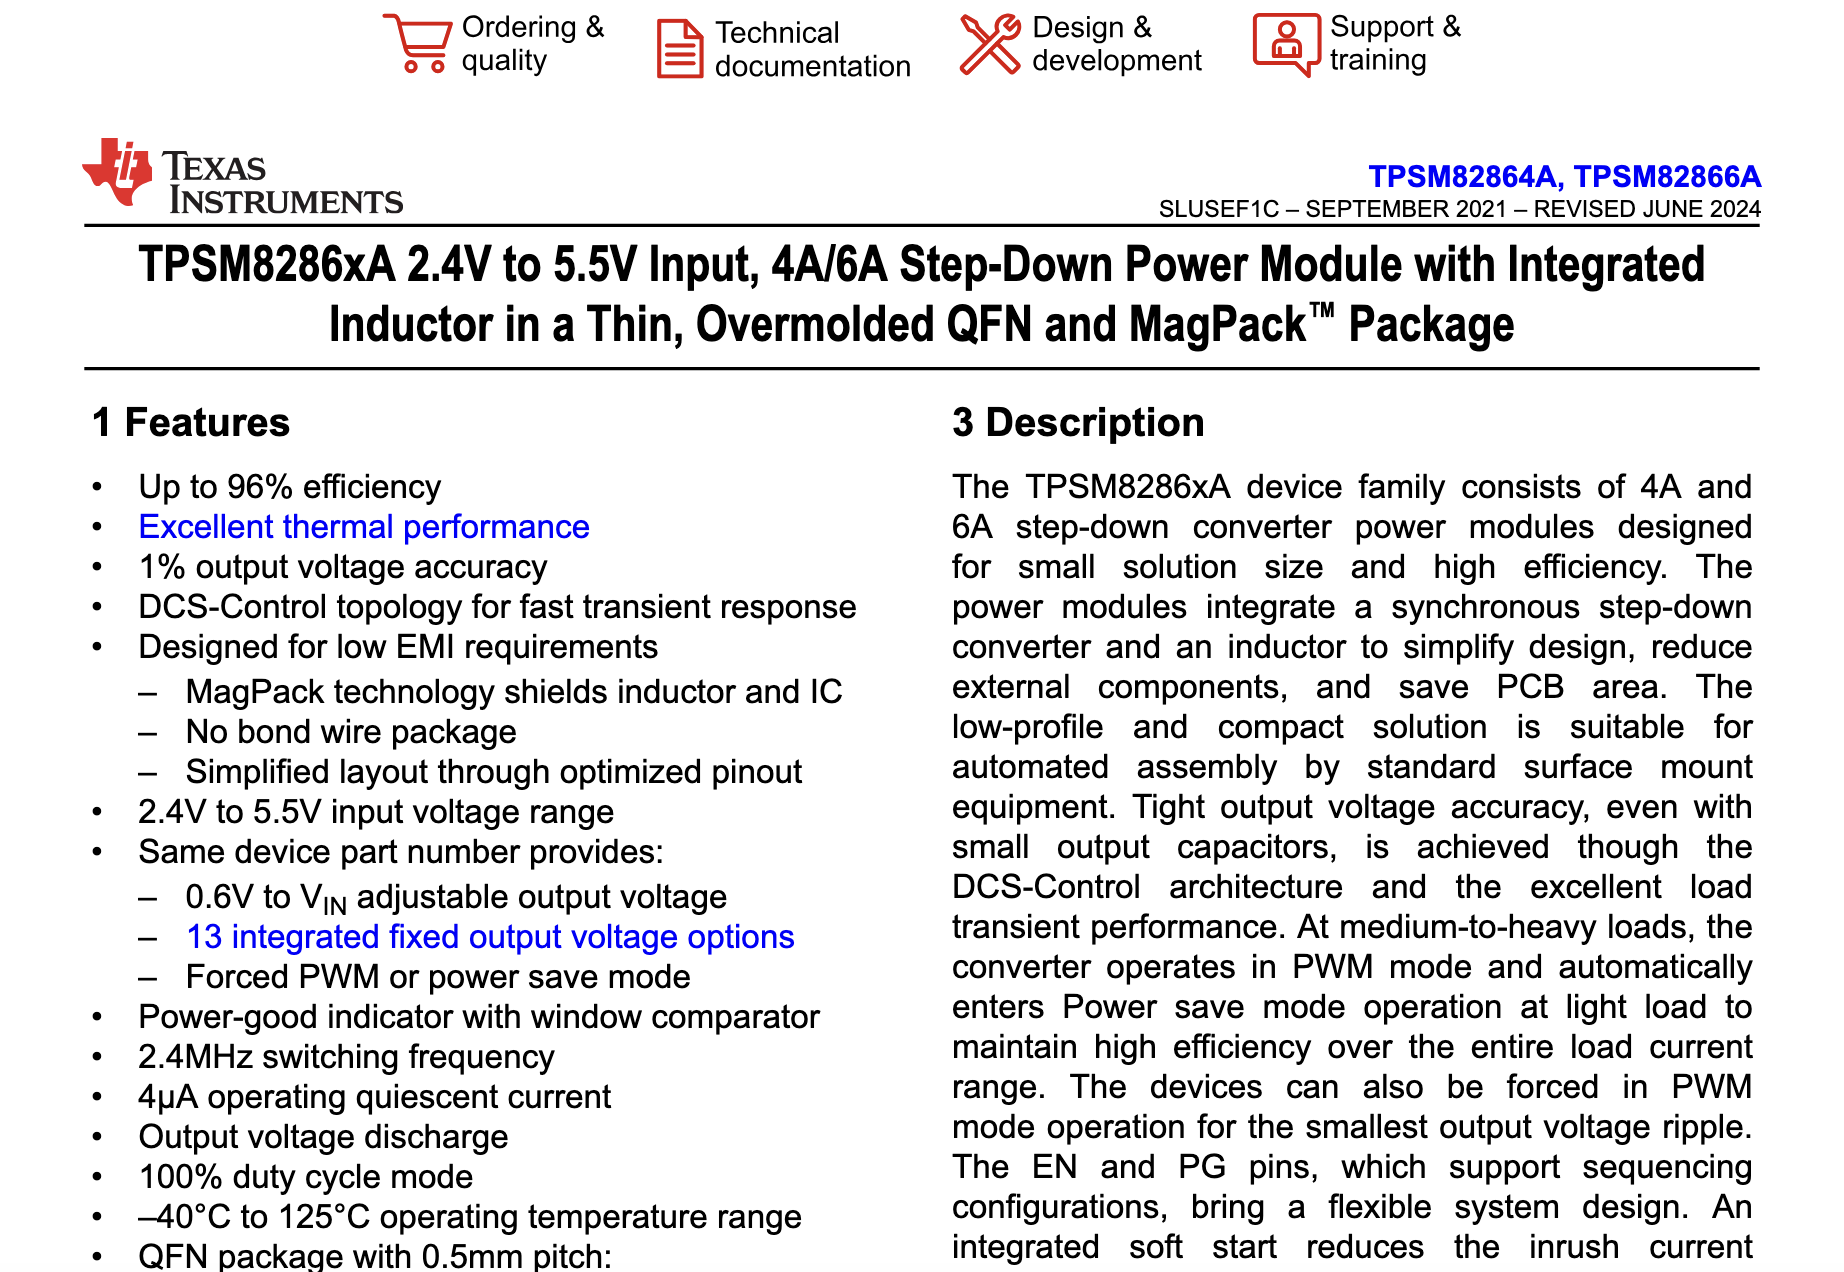 Ordering &
quality
Technical
documentation
Design &
development
Support &
training
TEXAS
INSTRUMENTS
TPSM82864A, TPSM82866A
SLUSEF1C – SEPTEMBER 2021 – REVISED JUNE 2024
TPSM8286xA 2.4V to 5.5V Input, 4A/6A Step-Down Power Module with Integrated
Inductor in a Thin, Overmolded QFN and MagPack™ Package
1 Features
• Up to 96% efficiency
• Excellent thermal performance
• 1% output voltage accuracy
• DCS-Control topology for fast transient response
• Designed for low EMI requirements
– MagPack technology shields inductor and IC
– No bond wire package
– Simplified layout through optimized pinout
• 2.4V to 5.5V input voltage range
• Same device part number provides:
– 0.6V to VIN adjustable output voltage
– 13 integrated fixed output voltage options
– Forced PWM or power save mode
• Power-good indicator with window comparator
• 2.4MHz switching frequency
• 4µA operating quiescent current
• Output voltage discharge
• 100% duty cycle mode
• –40°C to 125°C operating temperature range
• QFN package with 0.5mm pitch:
3 Description
The TPSM8286xA device family consists of 4A and
6A step-down converter power modules designed
for small solution size and high efficiency. The
power modules integrate a synchronous step-down
converter and an inductor to simplify design, reduce
external components, and save PCB area. The
low-profile and compact solution is suitable for
automated assembly by standard surface mount
equipment. Tight output voltage accuracy, even with
small output capacitors, is achieved though the
DCS-Control architecture and the excellent load
transient performance. At medium-to-heavy loads, the
converter operates in PWM mode and automatically
enters Power save mode operation at light load to
maintain high efficiency over the entire load current
range. The devices can also be forced in PWM
mode operation for the smallest output voltage ripple.
The EN and PG pins, which support sequencing
configurations, bring a flexible system design. An
integrated soft start reduces the inrush current